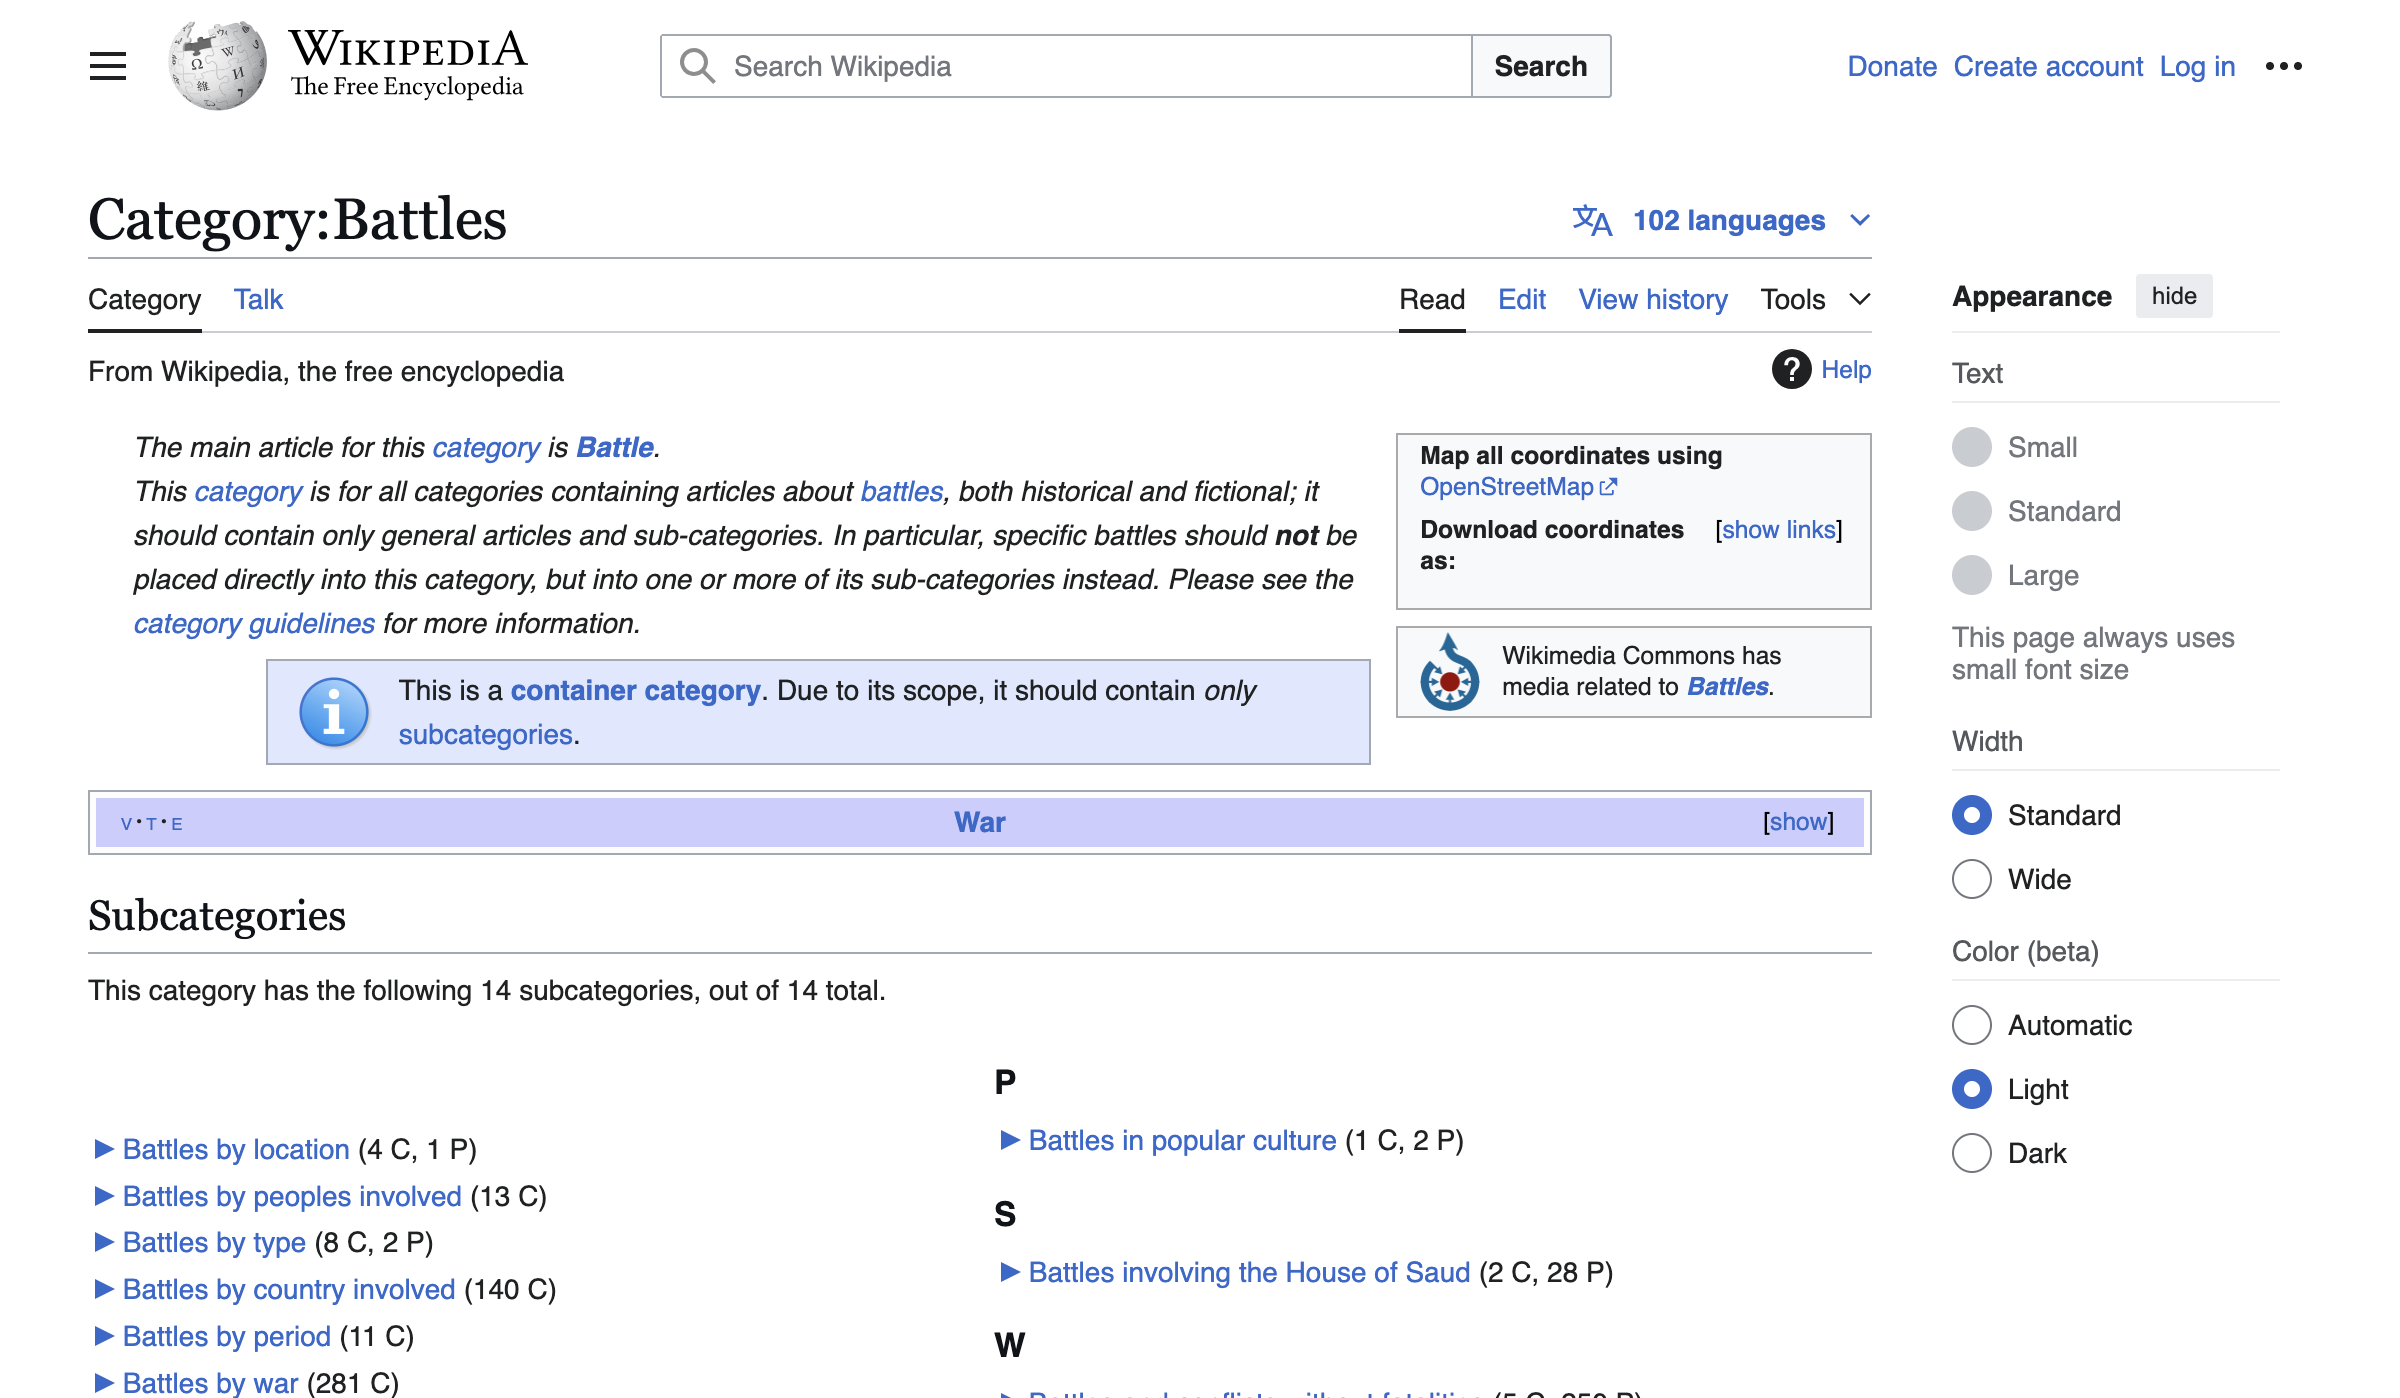 WIKIPEDIA
The Free Encyclopedia
Search Wikipedia
Search
Donate Create account Log in
Category:Battles
102 languages
Category Talk
Read Edit View history Tools
From Wikipedia, the free encyclopedia
Help
The main article for this category is Battle.
This category is for all categories containing articles about battles, both historical and fictional; it
should contain only general articles and sub-categories. In particular, specific battles should not be
placed directly into this category, but into one or more of its sub-categories instead. Please see the
category guidelines for more information.
Map all coordinates using
OpenStreetMap
Download coordinates [show links]
as:
Wikimedia Commons has
media related to Battles.
This is a container category. Due to its scope, it should contain only
subcategories.
V • T • E
War
[show]
Subcategories
This category has the following 14 subcategories, out of 14 total.
► Battles by location (4 C, 1 P)
► Battles by peoples involved (13 C)
► Battles by type (8 C, 2 P)
► Battles by country involved (140 C)
► Battles by period (11 C)
► Battles by war (281 C)
P
► Battles in popular culture (1 C, 2 P)
S
► Battles involving the House of Saud (2 C, 28 P)
W
Appearance hide
Text
Small
Standard
Large
This page always uses
small font size
Width
Standard
Wide
Color (beta)
Automatic
Light
Dark